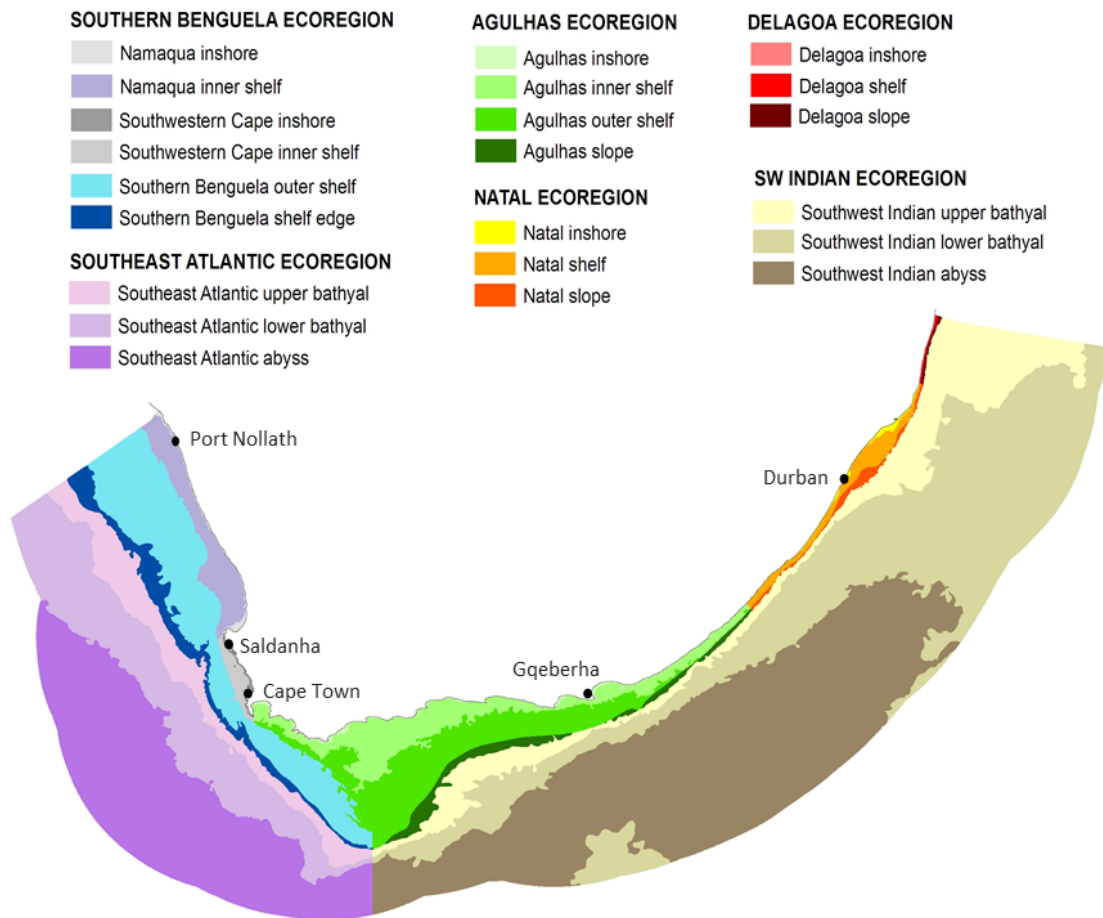 SOUTHERN BENGUELA ECOREGION
Namaqua inshore
Namaqua inner shelf
Southwestern Cape inshore
Southwestern Cape inner shelf
Southern Benguela outer shelf
Southern Benguela shelf edge
SOUTHEAST ATLANTIC ECOREGION
Southeast Atlantic upper bathyal
Southeast Atlantic lower bathyal
Southeast Atlantic abyss
AGULHAS ECOREGION
Agulhas inshore
Agulhas inner shelf
Agulhas outer shelf
Agulhas slope
NATAL ECOREGION
Natal inshore
Natal shelf
Natal slope
DELAGOA ECOREGION
Delagoa inshore
Delagoa shelf
Delagoa slope
SW INDIAN ECOREGION
Southwest Indian upper bathyal
Southwest Indian lower bathyal
Southwest Indian abyss
Port Nollath
Durban
Saldanha
Gqeberha
Cape Town